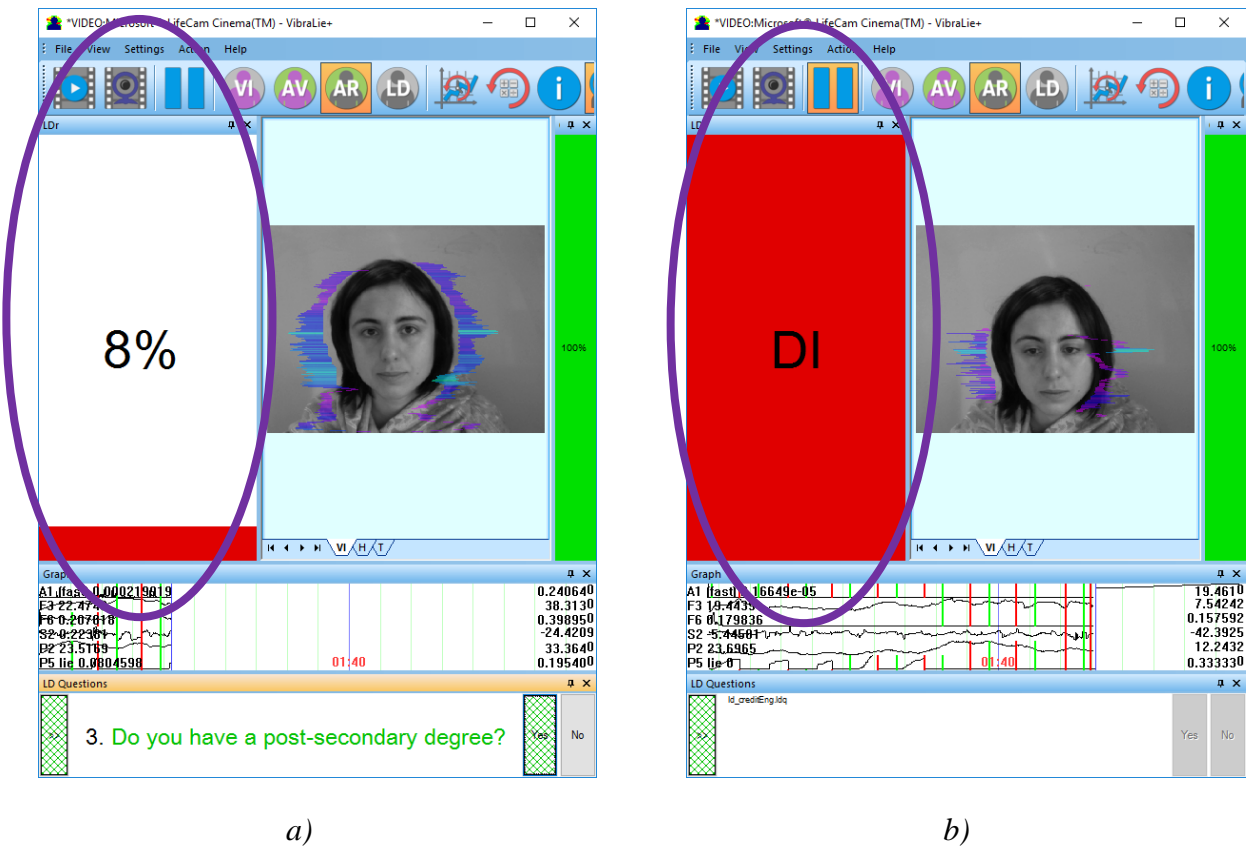 *VIDEO:Microsoft® LifeCam Cinema(TM) - VibraLie+
File View Settings Action Help
VI AV AR LD
LDr
8%
100%
VI H T
Graph
A1 (fast) 0.000219919 0.240640
F3 22.474 38.3130
F6 0.207618 0.398950
S2 -24.4209
P2 23.5169 33.3640
P5 lie 0.0804598 01:40 0.195400
LD Questions
>> 3. Do you have a post-secondary degree? Yes No
a)
*VIDEO:Microsoft® LifeCam Cinema(TM) - VibraLie+
File View Settings Action Help
VI AV AR LD
DI
100%
VI H T
Graph
A1 (fast) 19.4610
F3 19.4439 7.54242
F6 0.179836 0.157592
S2 -5.44581 -42.3925
P2 23.6965 12.2432
P5 lie 0 01:40 0.333330
LD Questions
ld_creditEng.ldq
>> Yes No
b)